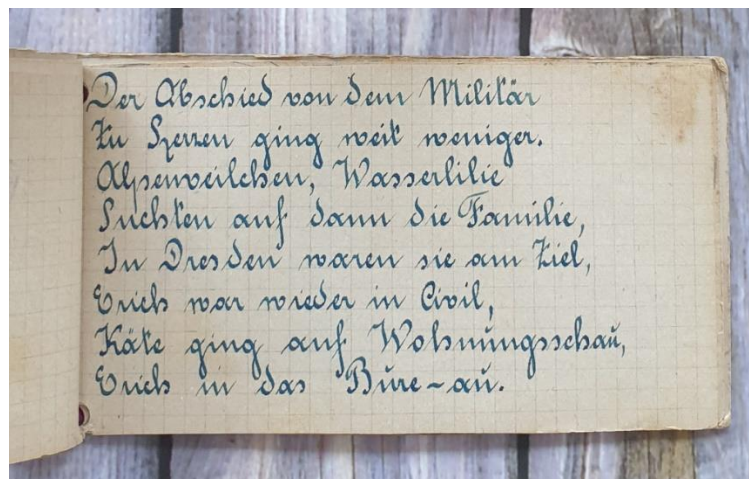 Der Abschied von dem Militär
Zu Herzen ging weit weniger.
Alpenveilchen, Wasserlilie
Suchten auf dann die Familie,
In Dresden waren sie am Ziel,
Erich war wieder in Civil,
Käte ging auf Wohnungsschau,
Erich in das Büre-au.